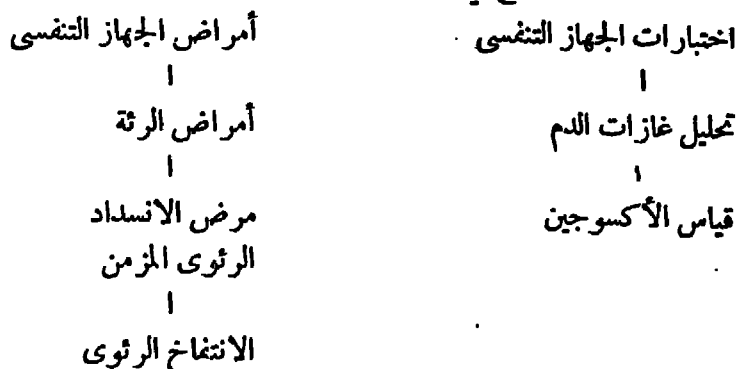 اختبارات الجهاز التنفسى
تحليل غازات الدم
قياس الأكسوجين
أمراض الجهاز التنفسى
أمراض الرئة
مرض الانسداد
الرئوى المزمن
الانتفاخ الرئوى